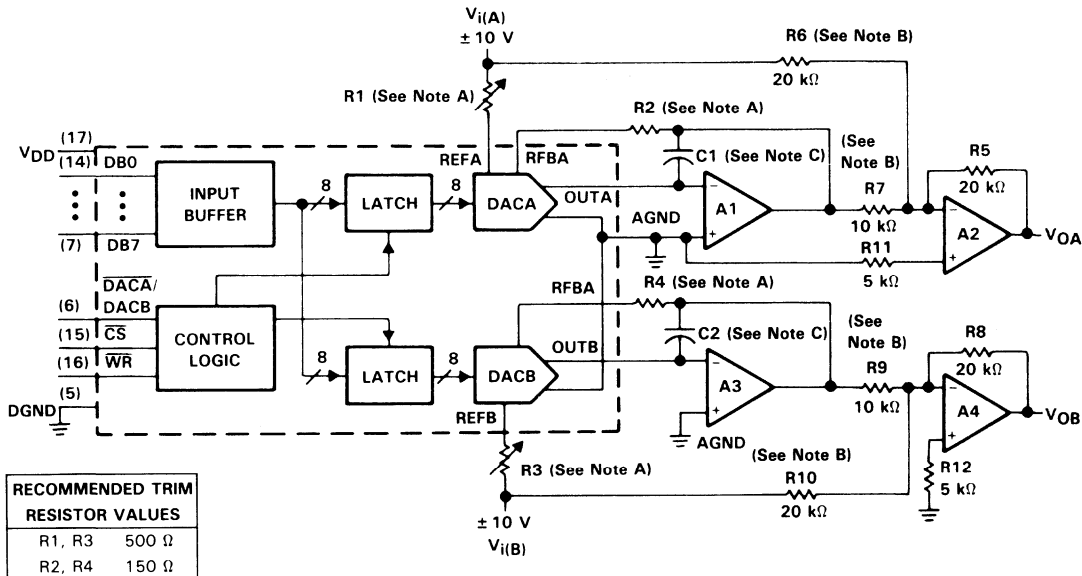 Vi(A)
± 10 V
R6 (See Note B)
20 kΩ
R1 (See Note A)
R2 (See Note A)
C1 (See Note C)
(See
Note B)
R7
10 kΩ
R5
20 kΩ
(17)
VDD
(14) DB0
(7) DB7
INPUT
BUFFER
8
LATCH
8
REFA
RFBA
DACA
OUTA
AGND
−
A1
+
−
A2
+
VOA
R11
5 kΩ
DACA/
(6) DACB
(15) CS
(16) WR
(5)
DGND
CONTROL
LOGIC
8
LATCH
8
RFBA
DACB
OUTB
REFB
R4 (See Note A)
C2 (See Note C)
−
A3
+
AGND
(See
Note B)
R9
10 kΩ
R8
20 kΩ
−
A4
+
VOB
R12
5 kΩ
R3 (See Note A)
(See Note B)
R10
20 kΩ
± 10 V
Vi(B)
RECOMMENDED TRIM
RESISTOR VALUES
R1, R3 500 Ω
R2, R4 150 Ω